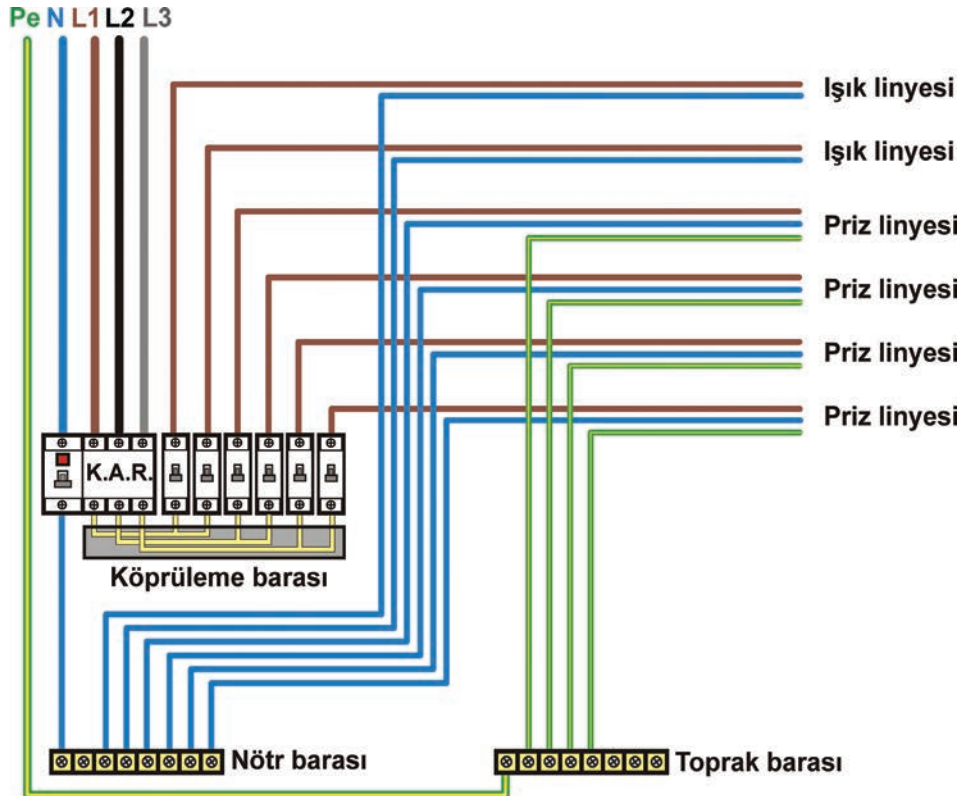 Pe N L1 L2 L3
Işık linyesi
Işık linyesi
Priz linyesi
Priz linyesi
Priz linyesi
Priz linyesi
K.A.R.
Köprüleme barası
Nötr barası
Toprak barası